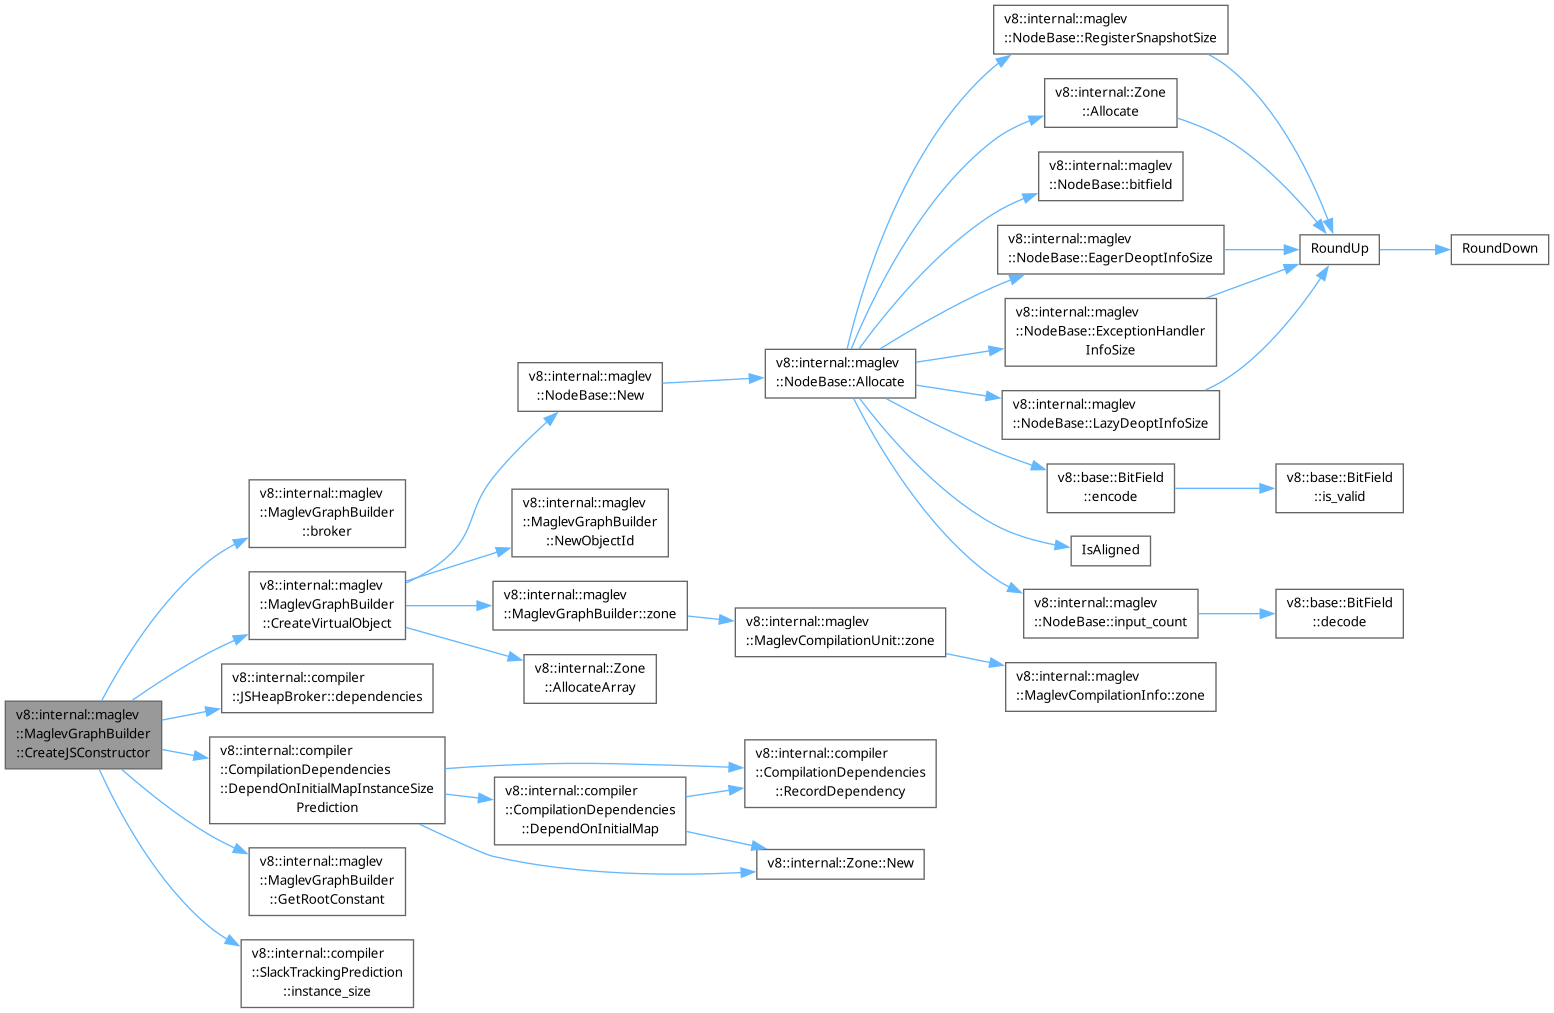 v8::internal::maglev
::MaglevGraphBuilder
::CreateJSConstructor
v8::internal::maglev
::MaglevGraphBuilder
::broker
v8::internal::maglev
::MaglevGraphBuilder
::CreateVirtualObject
v8::internal::compiler
::JSHeapBroker::dependencies
v8::internal::compiler
::CompilationDependencies
::DependOnInitialMapInstanceSize
Prediction
v8::internal::maglev
::MaglevGraphBuilder
::GetRootConstant
v8::internal::compiler
::SlackTrackingPrediction
::instance_size
v8::internal::maglev
::NodeBase::New
v8::internal::maglev
::MaglevGraphBuilder
::NewObjectId
v8::internal::maglev
::MaglevGraphBuilder::zone
v8::internal::Zone
::AllocateArray
v8::internal::compiler
::CompilationDependencies
::DependOnInitialMap
v8::internal::maglev
::NodeBase::Allocate
v8::internal::maglev
::MaglevCompilationUnit::zone
v8::internal::compiler
::CompilationDependencies
::RecordDependency
v8::internal::Zone::New
v8::internal::maglev
::NodeBase::RegisterSnapshotSize
v8::internal::Zone
::Allocate
v8::internal::maglev
::NodeBase::bitfield
v8::internal::maglev
::NodeBase::EagerDeoptInfoSize
v8::internal::maglev
::NodeBase::ExceptionHandler
InfoSize
v8::internal::maglev
::NodeBase::LazyDeoptInfoSize
v8::base::BitField
::encode
IsAligned
v8::internal::maglev
::NodeBase::input_count
v8::internal::maglev
::MaglevCompilationInfo::zone
RoundUp
v8::base::BitField
::is_valid
v8::base::BitField
::decode
RoundDown